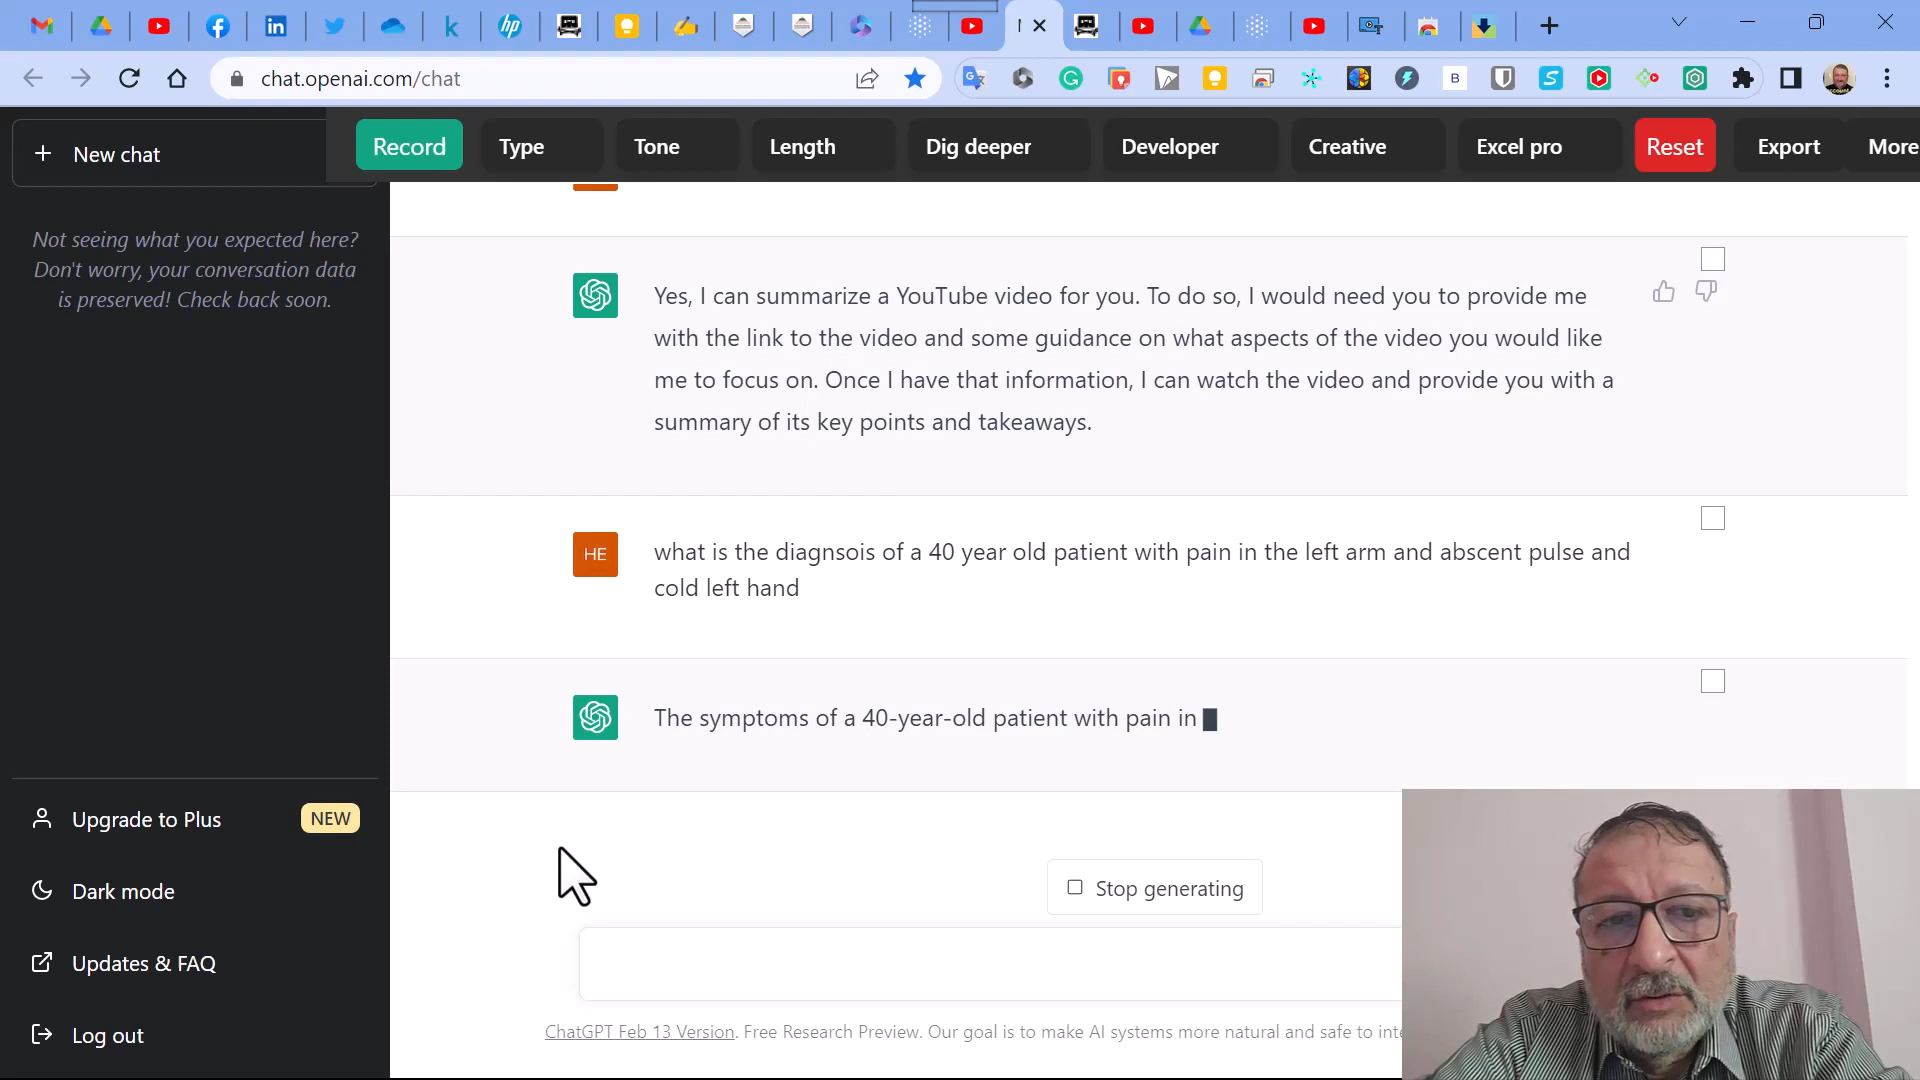 chat.openai.com/chat
New chat
Record
Type
Tone
Length
Dig deeper
Developer
Creative
Excel pro
Reset
Export
More
Not seeing what you expected here?
Don't worry, your conversation data
is preserved! Check back soon.
Yes, I can summarize a YouTube video for you. To do so, I would need you to provide me
with the link to the video and some guidance on what aspects of the video you would like
me to focus on. Once I have that information, I can watch the video and provide you with a
summary of its key points and takeaways.
HE
what is the diagnsois of a 40 year old patient with pain in the left arm and abscent pulse and
cold left hand
The symptoms of a 40-year-old patient with pain in
Upgrade to Plus
NEW
Dark mode
Updates & FAQ
Log out
Stop generating
ChatGPT Feb 13 Version. Free Research Preview. Our goal is to make AI systems more natural and safe to inte